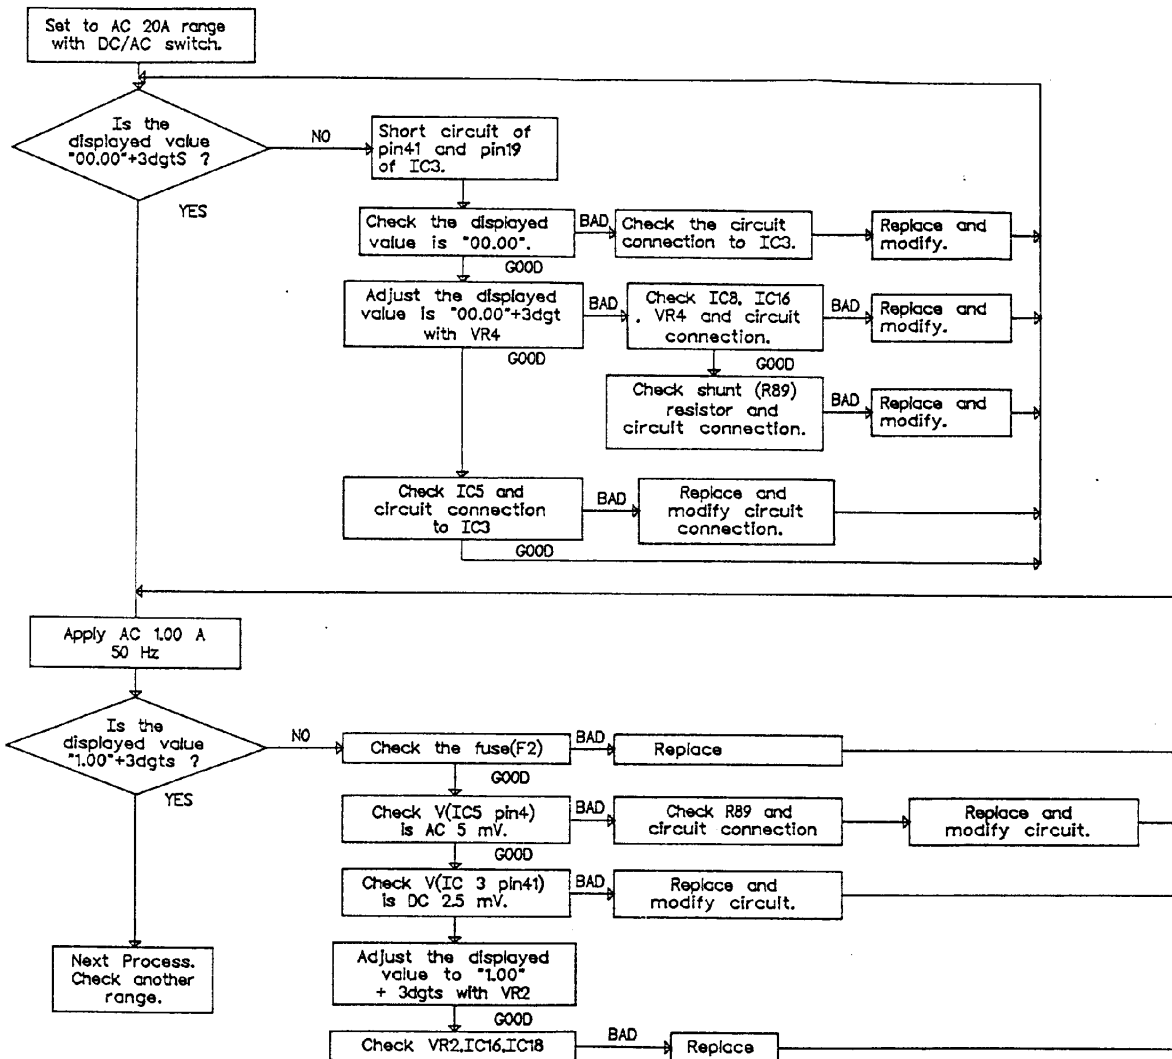 Set to AC 20A range
with DC/AC switch.
Is the
displayed value
"00.00"+3dgtS ?
NO
YES
Short circuit of
pin41 and pin19
of IC3.
Check the displayed
value is "00.00".
BAD
Check the circuit
connection to IC3.
Replace and
modify.
GOOD
Adjust the displayed
value is "00.00"+3dgt
with VR4
BAD
Check IC8, IC16
. VR4 and circuit
connection.
BAD
Replace and
modify.
GOOD
GOOD
Check shunt (R89)
resistor and
circuit connection.
BAD
Replace and
modify.
Check IC5 and
circuit connection
to IC3
BAD
Replace and
modify circuit
connection.
GOOD
Apply AC 1.00 A
50 Hz
Is the
displayed value
"1.00"+3dgts ?
NO
YES
Check the fuse(F2)
BAD
Replace
GOOD
Check V(IC5 pin4)
is AC 5 mV.
BAD
Check R89 and
circuit connection
Replace and
modify circuit.
GOOD
Check V(IC 3 pin41)
is DC 2.5 mV.
BAD
Replace and
modify circuit.
Next Process.
Check another
range.
Adjust the displayed
value to "1.00"
+ 3dgts with VR2
GOOD
Check VR2,IC16,IC18
BAD
Replace